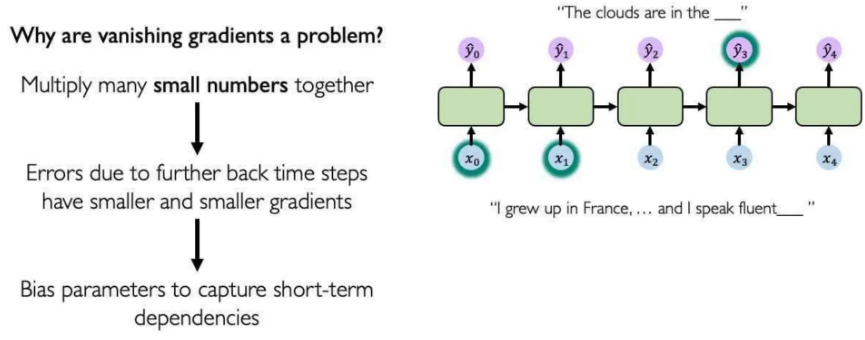 Why are vanishing gradients a problem?
Multiply many small numbers together
Errors due to further back time steps
have smaller and smaller gradients
Bias parameters to capture short-term
dependencies
"The clouds are in the ___"
ŷ₀ ŷ₁ ŷ₂ ŷ₃ ŷ₄
x₀ x₁ x₂ x₃ x₄
"I grew up in France, … and I speak fluent___ "